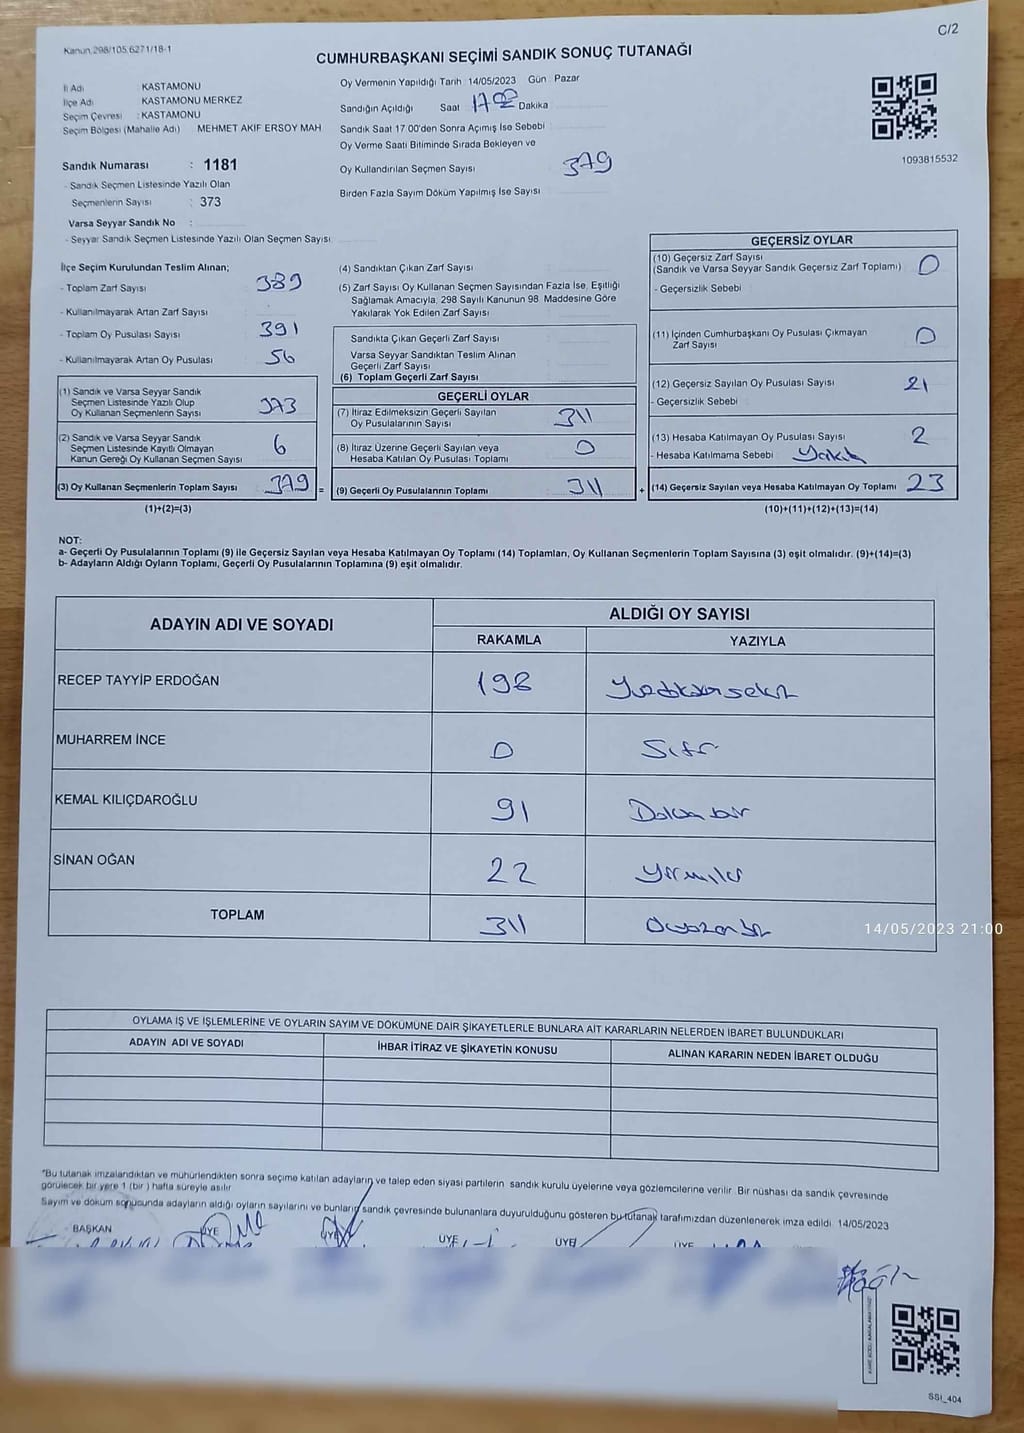 Kanun 298/105,6271/18-1
C/2
CUMHURBAŞKANI SEÇİMİ SANDIK SONUÇ TUTANAĞI
İl Adı KASTAMONU
İlçe Adı KASTAMONU MERKEZ
Seçim Çevresi : KASTAMONU
Seçim Bölgesi (Mahalle Adı) MEHMET AKIF ERSOY MAH
Sandık Numarası : 1181
- Sandık Seçmen Listesinde Yazılı Olan
Seçmenlerin Sayısı : 373
Varsa Seyyar Sandık No :
- Seyyar Sandık Seçmen Listesinde Yazılı Olan Seçmen Sayısı
Oy Vermenin Yapıldığı Tarih 14/05/2023 Gün Pazar
Sandığın Açıldığı Saat 17 00 Dakika
Sandık Saat 17 00'den Sonra Açımış İse Sebebi
Oy Verme Saati Bitiminde Sırada Bekleyen ve
Oy Kullandırılan Seçmen Sayısı 379
Birden Fazla Sayım Döküm Yapılmış İse Sayısı
1093815532
İlçe Seçim Kurulundan Teslim Alınan;
- Toplam Zarf Sayısı 389
- Kullanılmayarak Artan Zarf Sayısı
- Toplam Oy Pusulası Sayısı 391
- Kullanılmayarak Artan Oy Pusulası 56
(1) Sandık ve Varsa Seyyar Sandık
Seçmen Listesinde Yazılı Olup
Oy Kullanan Seçmenlerin Sayısı 373
(2) Sandık ve Varsa Seyyar Sandık
Seçmen Listesinde Kayıtlı Olmayan
Kanun Gereği Oy Kullanan Seçmen Sayısı 6
(3) Oy Kullanan Seçmenlerin Toplam Sayısı 379 =
(1)+(2)=(3)
(4) Sandıktan Çıkan Zarf Sayısı
(5) Zarf Sayısı Oy Kullanan Seçmen Sayısından Fazla İse, Eşitliği
Sağlamak Amacıyla, 298 Sayılı Kanunun 98. Maddesine Göre
Yakılarak Yok Edilen Zarf Sayısı
Sandıkta Çıkan Geçerli Zarf Sayısı
Varsa Seyyar Sandıktan Teslim Alınan
Geçerli Zarf Sayısı
(6) Toplam Geçerli Zarf Sayısı
GEÇERLİ OYLAR
(7) İtiraz Edilmeksizin Geçerli Sayılan
Oy Pusulalarının Sayısı 311
(8) İtiraz Üzerine Geçerli Sayılan veya
Hesaba Katılan Oy Pusulası Toplamı 0
(9) Geçerli Oy Pusulalarının Toplamı 311 +
GEÇERSİZ OYLAR
(10) Geçersiz Zarf Sayısı
(Sandık ve Varsa Seyyar Sandık Geçersiz Zarf Toplamı) 0
- Geçersizlik Sebebi
(11) İçinden Cumhurbaşkanı Oy Pusulası Çıkmayan
Zarf Sayısı 0
(12) Geçersiz Sayılan Oy Pusulası Sayısı 21
- Geçersizlik Sebebi
(13) Hesaba Katılmayan Oy Pusulası Sayısı 2
- Hesaba Katılmama Sebebi
(14) Geçersiz Sayılan veya Hesaba Katılmayan Oy Toplamı 23
(10)+(11)+(12)+(13)=(14)
NOT:
a- Geçerli Oy Pusulalarının Toplamı (9) ile Geçersiz Sayılan veya Hesaba Katılmayan Oy Toplamı (14) Toplamları, Oy Kullanan Seçmenlerin Toplam Sayısına (3) eşit olmalıdır. (9)+(14)=(3)
b- Adayların Aldığı Oyların Toplamı, Geçerli Oy Pusulalarının Toplamına (9) eşit olmalıdır.
ADAYIN ADI VE SOYADI
ALDIĞI OY SAYISI
RAKAMLA YAZIYLA
RECEP TAYYİP ERDOĞAN 198
MUHARREM İNCE 0 Sıfır
KEMAL KILIÇDAROĞLU 91 Doksan bir
SİNAN OĞAN 22
TOPLAM 311
14/05/2023 21:00
OYLAMA İŞ VE İŞLEMLERİNE VE OYLARIN SAYIM VE DÖKÜMÜNE DAİR ŞİKAYETLERLE BUNLARA AİT KARARLARIN NELERDEN İBARET BULUNDUKLARI
ADAYIN ADI VE SOYADI İHBAR İTİRAZ VE ŞİKAYETİN KONUSU ALINAN KARARIN NEDEN İBARET OLDUĞU
*Bu tutanak imzalandıktan ve mühürlendikten sonra seçime katılan adayların ve talep eden siyasi partilerin sandık kurulu üyelerine veya gözlemcilerine verilir. Bir nüshası da sandık çevresinde
görülecek bir yere 1 (bir) hafta süreyle asılır
Sayım ve döküm sonucunda adayların aldığı oyların sayılarını ve bunların sandık çevresinde bulunanlara duyurulduğunu gösteren bu tutanak tarafımızdan düzenlenerek imza edildi. 14/05/2023
BAŞKAN ÜYE ÜYE ÜYE ÜYE ÜYE
SSI_404